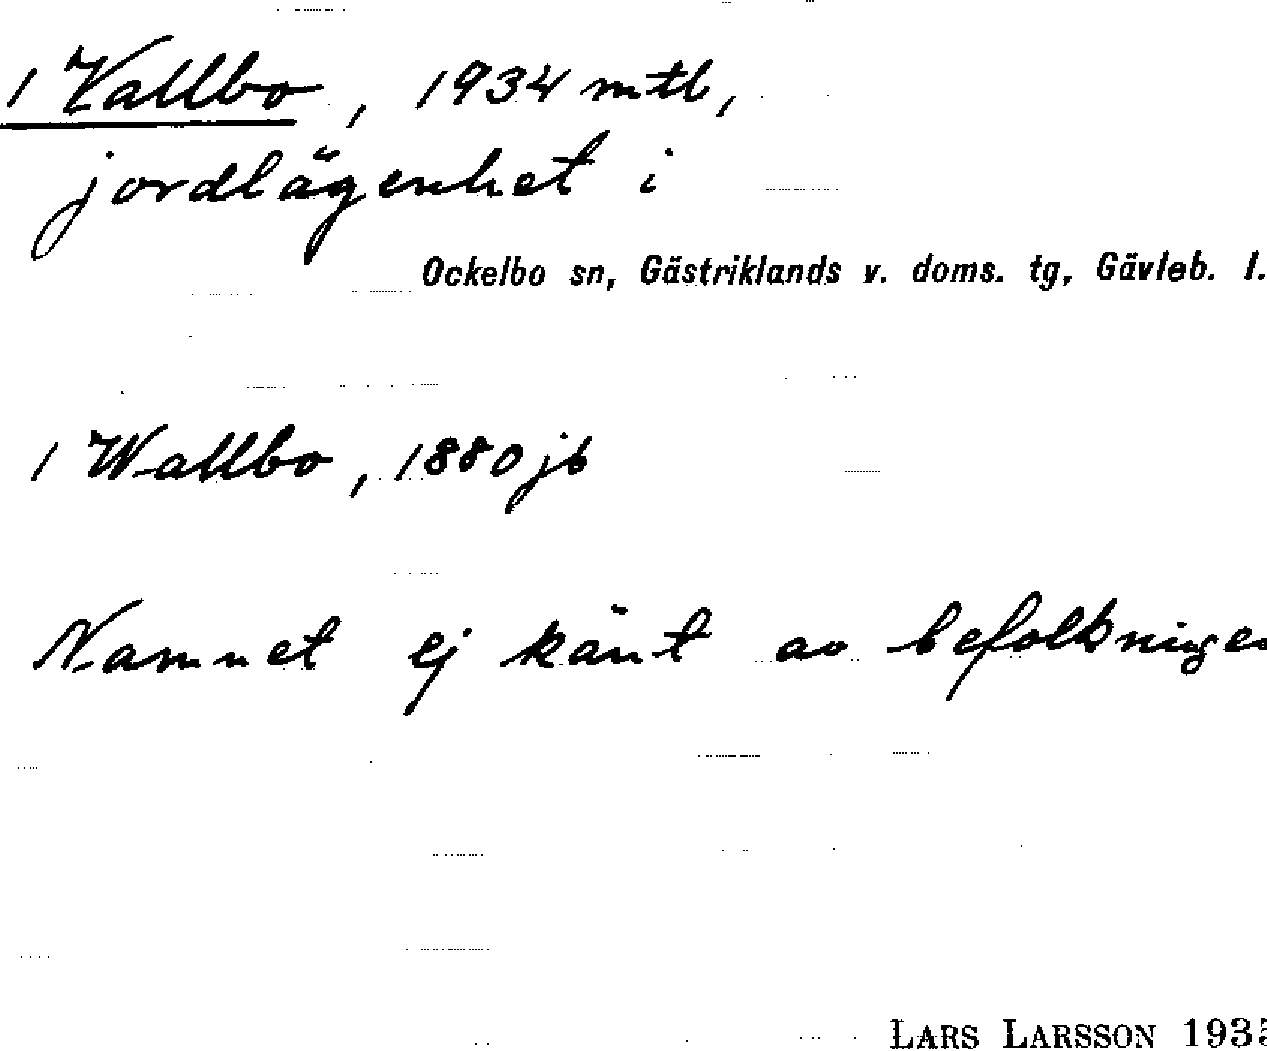 1 Vallbo, 1934 mtl,
jordlägenhet i
Ockelbo sn, Gästriklands v. doms. tg, Gävleb. l.
1 Wallbo, 1880 jb
Namnet ej känt av befolkningen
LARS LARSSON 1935